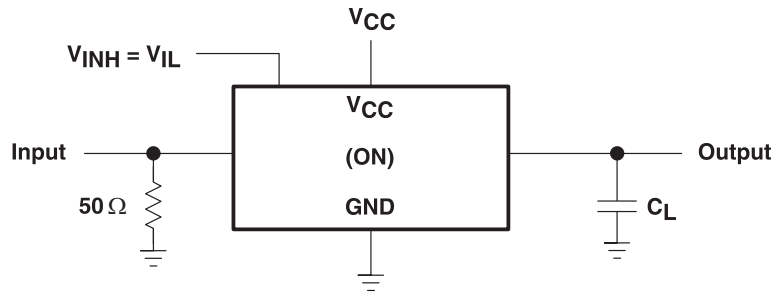 VCC
VINH = VIL
VCC
Input
(ON)
Output
50 Ω
GND
CL